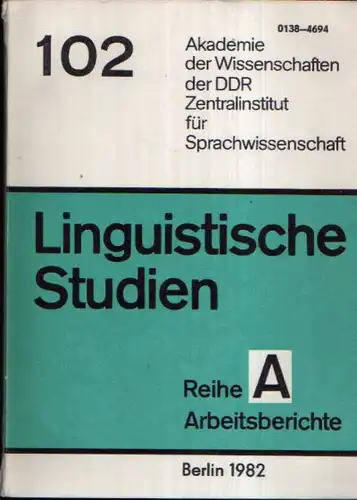 0138–4694
102
Akademie
der Wissenschaften
der DDR
Zentralinstitut
für
Sprachwissenschaft
Linguistische
Studien
Reihe A
Arbeitsberichte
Berlin 1982